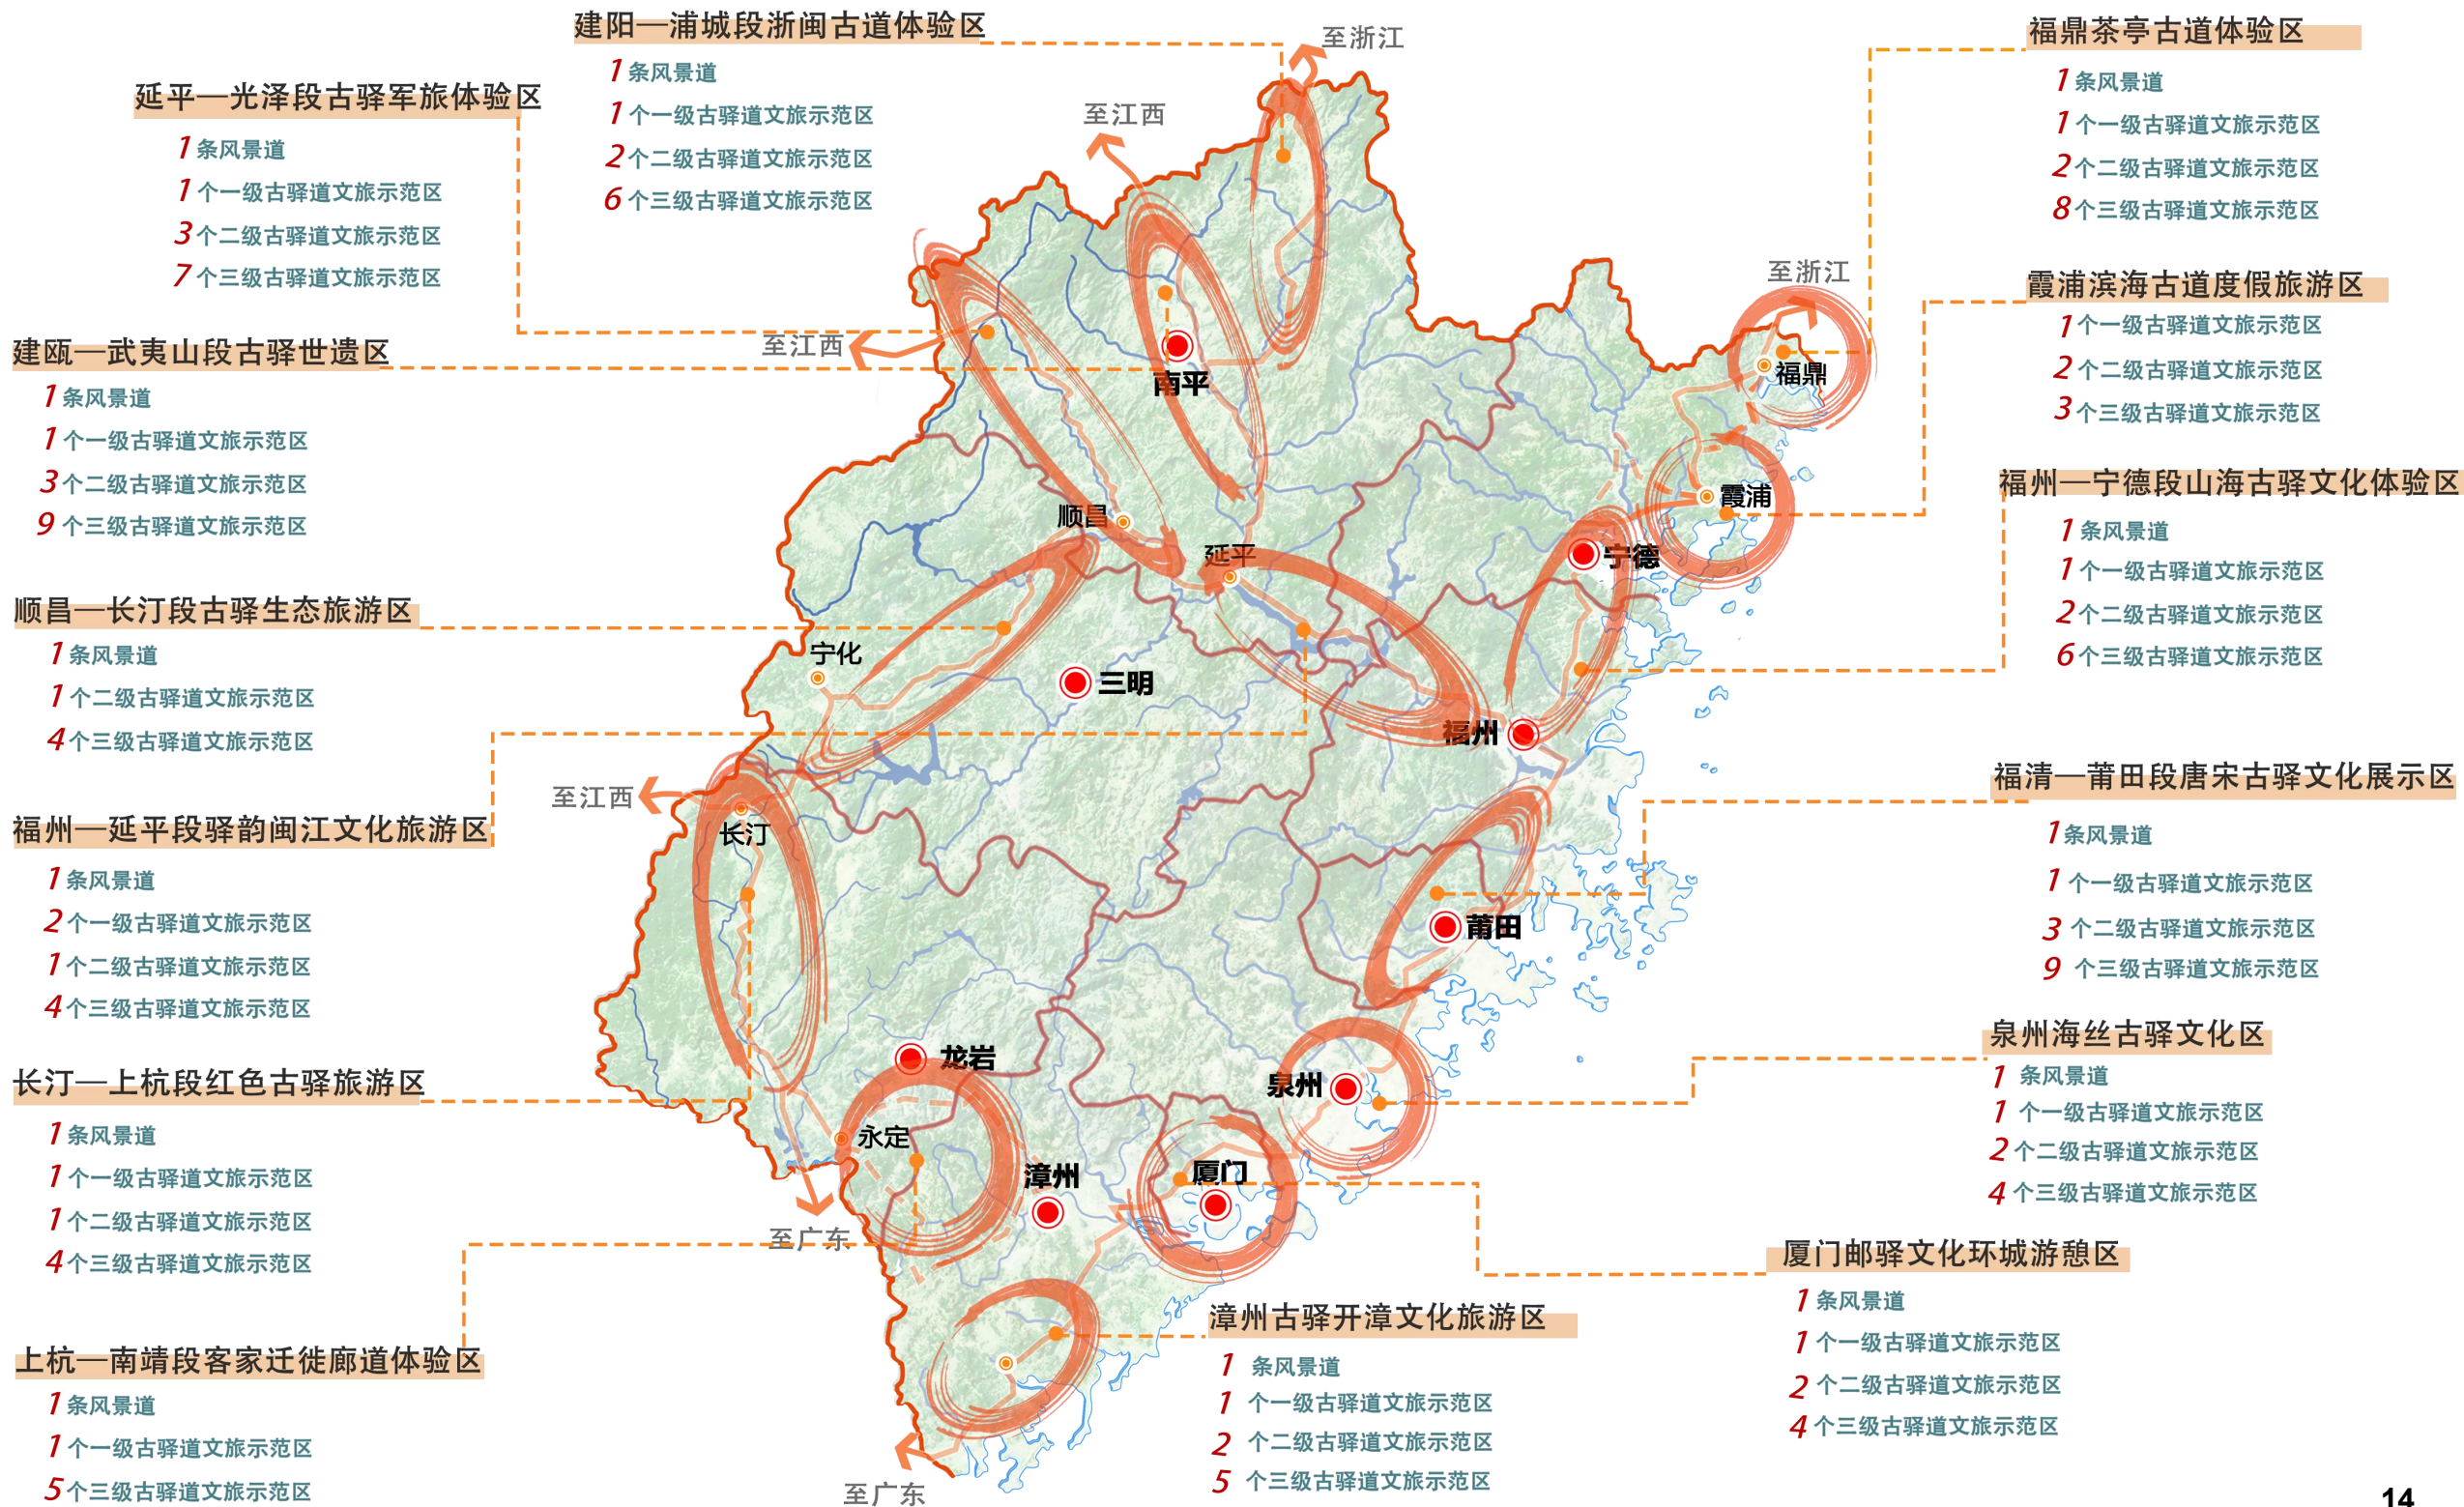 建阳—浦城段浙闽古道体验区
1条风景道
1个一级古驿道文旅示范区
2个二级古驿道文旅示范区
6个三级古驿道文旅示范区
延平—光泽段古驿军旅体验区
1条风景道
1个一级古驿道文旅示范区
3个二级古驿道文旅示范区
7个三级古驿道文旅示范区
建瓯—武夷山段古驿世遗区
1条风景道
1个一级古驿道文旅示范区
3个二级古驿道文旅示范区
9个三级古驿道文旅示范区
顺昌—长汀段古驿生态旅游区
1条风景道
1个二级古驿道文旅示范区
4个三级古驿道文旅示范区
福州—延平段驿韵闽江文化旅游区
1条风景道
2个一级古驿道文旅示范区
1个二级古驿道文旅示范区
4个三级古驿道文旅示范区
长汀—上杭段红色古驿旅游区
1条风景道
1个一级古驿道文旅示范区
1个二级古驿道文旅示范区
4个三级古驿道文旅示范区
上杭—南靖段客家迁徙廊道体验区
1条风景道
1个一级古驿道文旅示范区
5个三级古驿道文旅示范区
至浙江
至江西
至江西
至浙江
南平
福鼎
霞浦
顺昌
延平
宁德
宁化
三明
福州
至江西
长汀
莆田
龙岩
泉州
永定
漳州
厦门
至广东
至广东
福鼎茶亭古道体验区
1条风景道
1个一级古驿道文旅示范区
2个二级古驿道文旅示范区
8个三级古驿道文旅示范区
霞浦滨海古道度假旅游区
1个一级古驿道文旅示范区
2个二级古驿道文旅示范区
3个三级古驿道文旅示范区
福州—宁德段山海古驿文化体验区
1条风景道
1个一级古驿道文旅示范区
2个二级古驿道文旅示范区
6个三级古驿道文旅示范区
福清—莆田段唐宋古驿文化展示区
1条风景道
1个一级古驿道文旅示范区
3个二级古驿道文旅示范区
9个三级古驿道文旅示范区
泉州海丝古驿文化区
1条风景道
1个一级古驿道文旅示范区
2个二级古驿道文旅示范区
4个三级古驿道文旅示范区
厦门邮驿文化环城游憩区
1条风景道
1个一级古驿道文旅示范区
2个二级古驿道文旅示范区
4个三级古驿道文旅示范区
漳州古驿开漳文化旅游区
1条风景道
1个一级古驿道文旅示范区
2个二级古驿道文旅示范区
5个三级古驿道文旅示范区
14